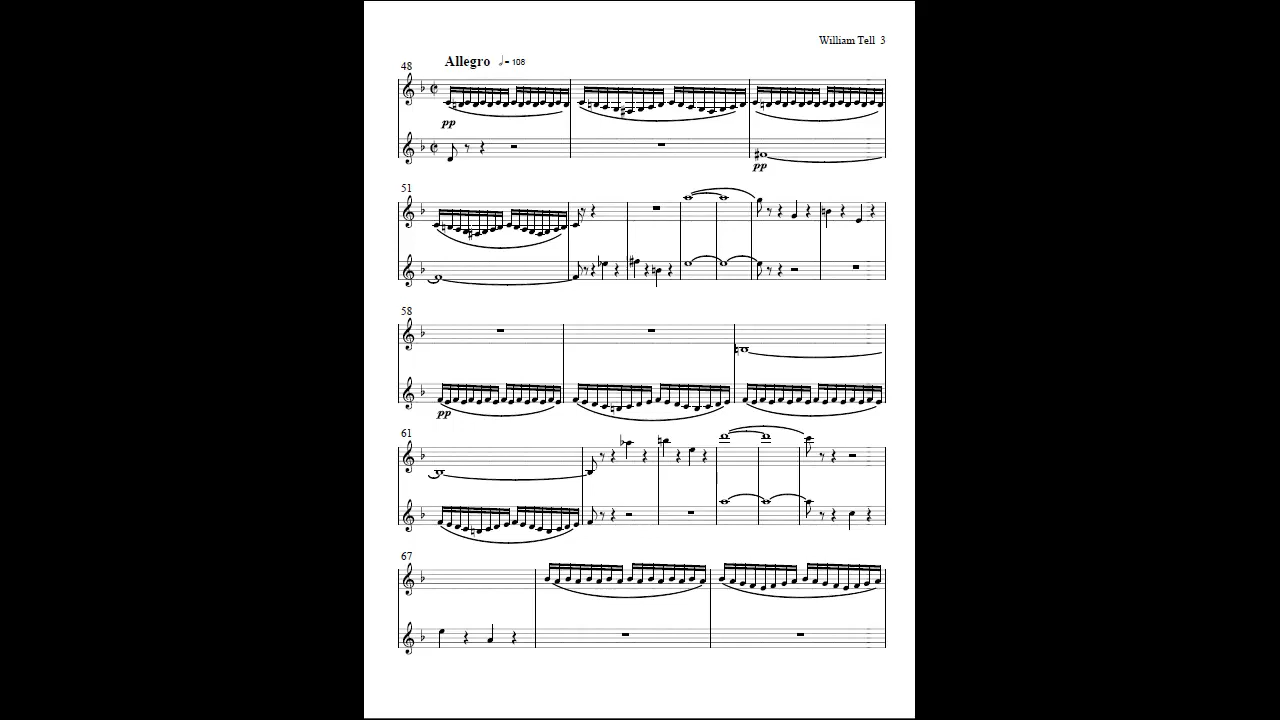 William Tell 3
Allegro 𝅗𝅥= 108
48
pp
pp
51
58
pp
61
67